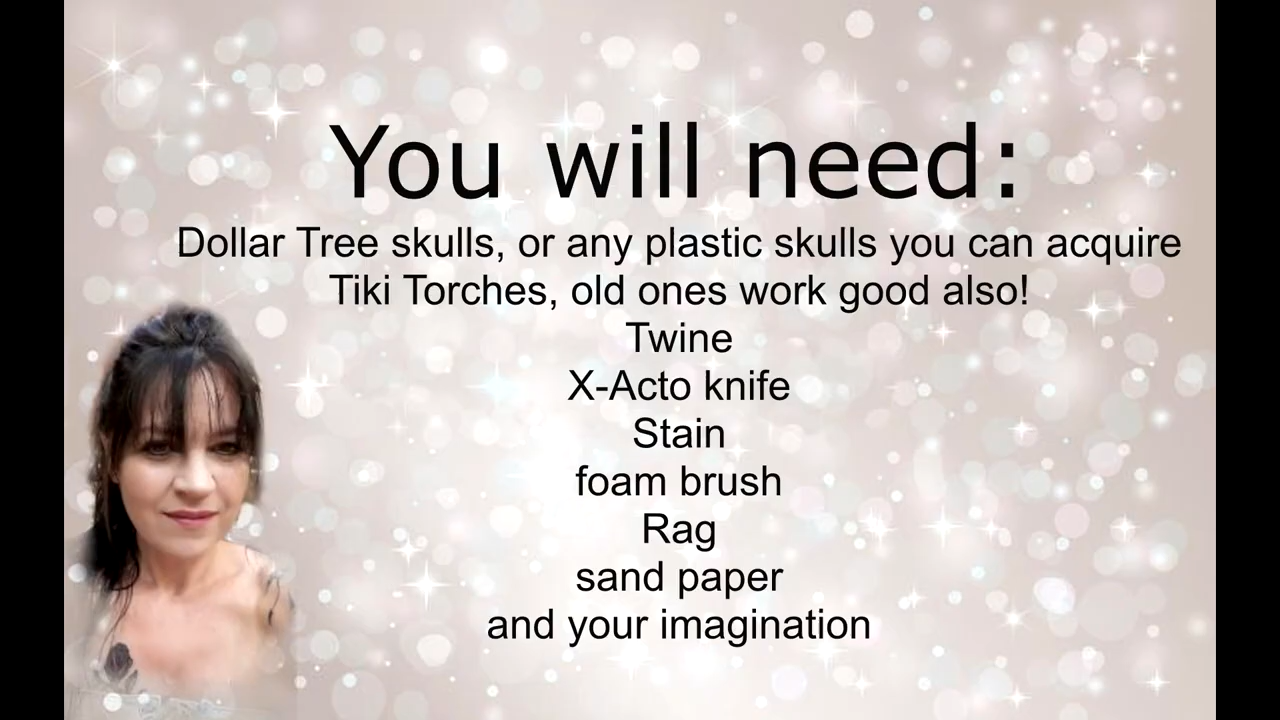 You will need:
Dollar Tree skulls, or any plastic skulls you can acquire
Tiki Torches, old ones work good also!
Twine
X-Acto knife
Stain
foam brush
Rag
sand paper
and your imagination